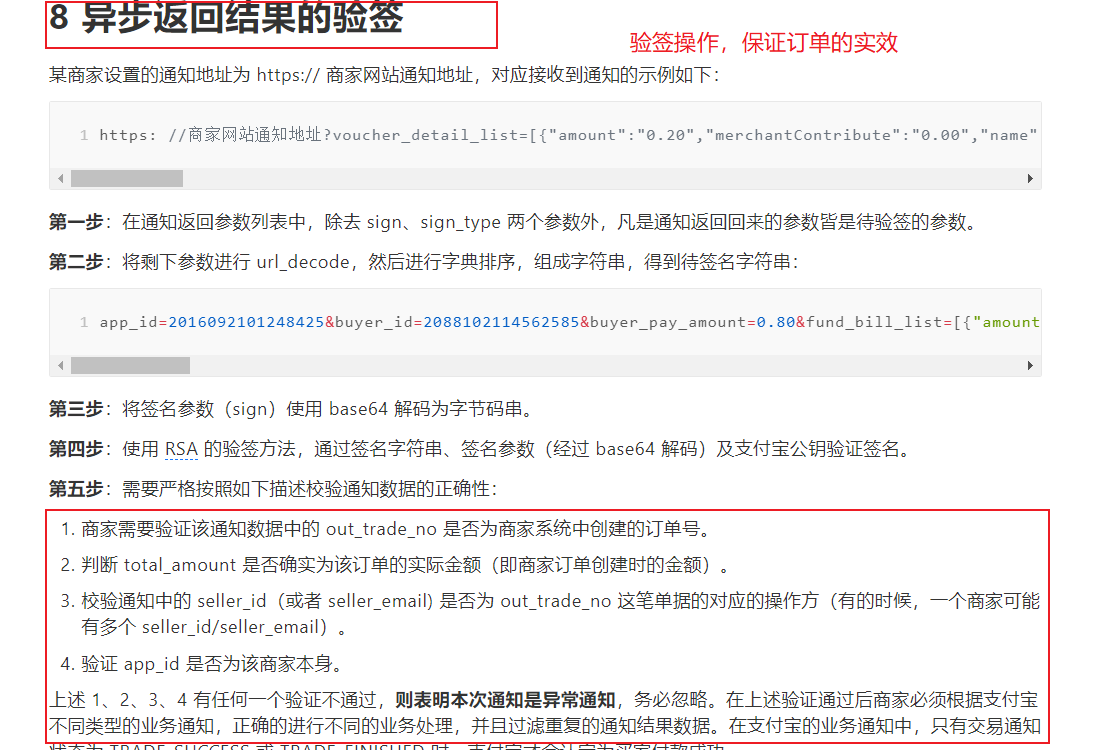 8 异步返回结果的验签
验签操作，保证订单的实效
某商家设置的通知地址为 https:// 商家网站通知地址，对应接收到通知的示例如下：
1 https: //商家网站通知地址?voucher_detail_list=[{"amount":"0.20","merchantContribute":"0.00","name"
第一步：在通知返回参数列表中，除去 sign、sign_type 两个参数外，凡是通知返回回来的参数皆是待验签的参数。
第二步：将剩下参数进行 url_decode，然后进行字典排序，组成字符串，得到待签名字符串：
1 app_id=2016092101248425&buyer_id=2088102114562585&buyer_pay_amount=0.80&fund_bill_list=[{"amount
第三步：将签名参数（sign）使用 base64 解码为字节码串。
第四步：使用 RSA 的验签方法，通过签名字符串、签名参数（经过 base64 解码）及支付宝公钥验证签名。
第五步：需要严格按照如下描述校验通知数据的正确性：
1. 商家需要验证该通知数据中的 out_trade_no 是否为商家系统中创建的订单号。
2. 判断 total_amount 是否确实为该订单的实际金额（即商家订单创建时的金额）。
3. 校验通知中的 seller_id（或者 seller_email) 是否为 out_trade_no 这笔单据的对应的操作方（有的时候，一个商家可能
有多个 seller_id/seller_email）。
4. 验证 app_id 是否为该商家本身。
上述 1、2、3、4 有任何一个验证不通过，则表明本次通知是异常通知，务必忽略。在上述验证通过后商家必须根据支付宝
不同类型的业务通知，正确的进行不同的业务处理，并且过滤重复的通知结果数据。在支付宝的业务通知中，只有交易通知
状态为 TRADE_SUCCESS 或 TRADE_FINISHED 时，支付宝才会认定为买家付款成功